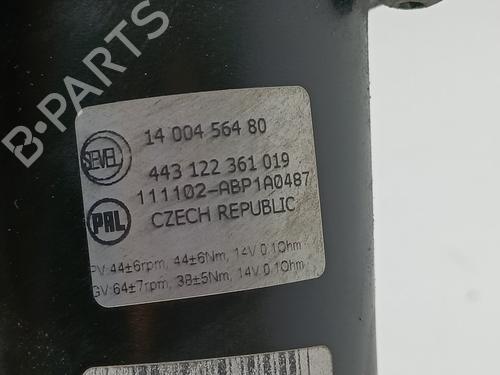 B-PARTS
SEVEL
14 004 564 80
443 122 361 019
111102-ABP1A0487
PAL
CZECH REPUBLIC
PV:44±6rpm, 44±6Nm, 14V 0.1Ohm
GV:64±7rpm, 38±5Nm, 14V 0.1Ohm